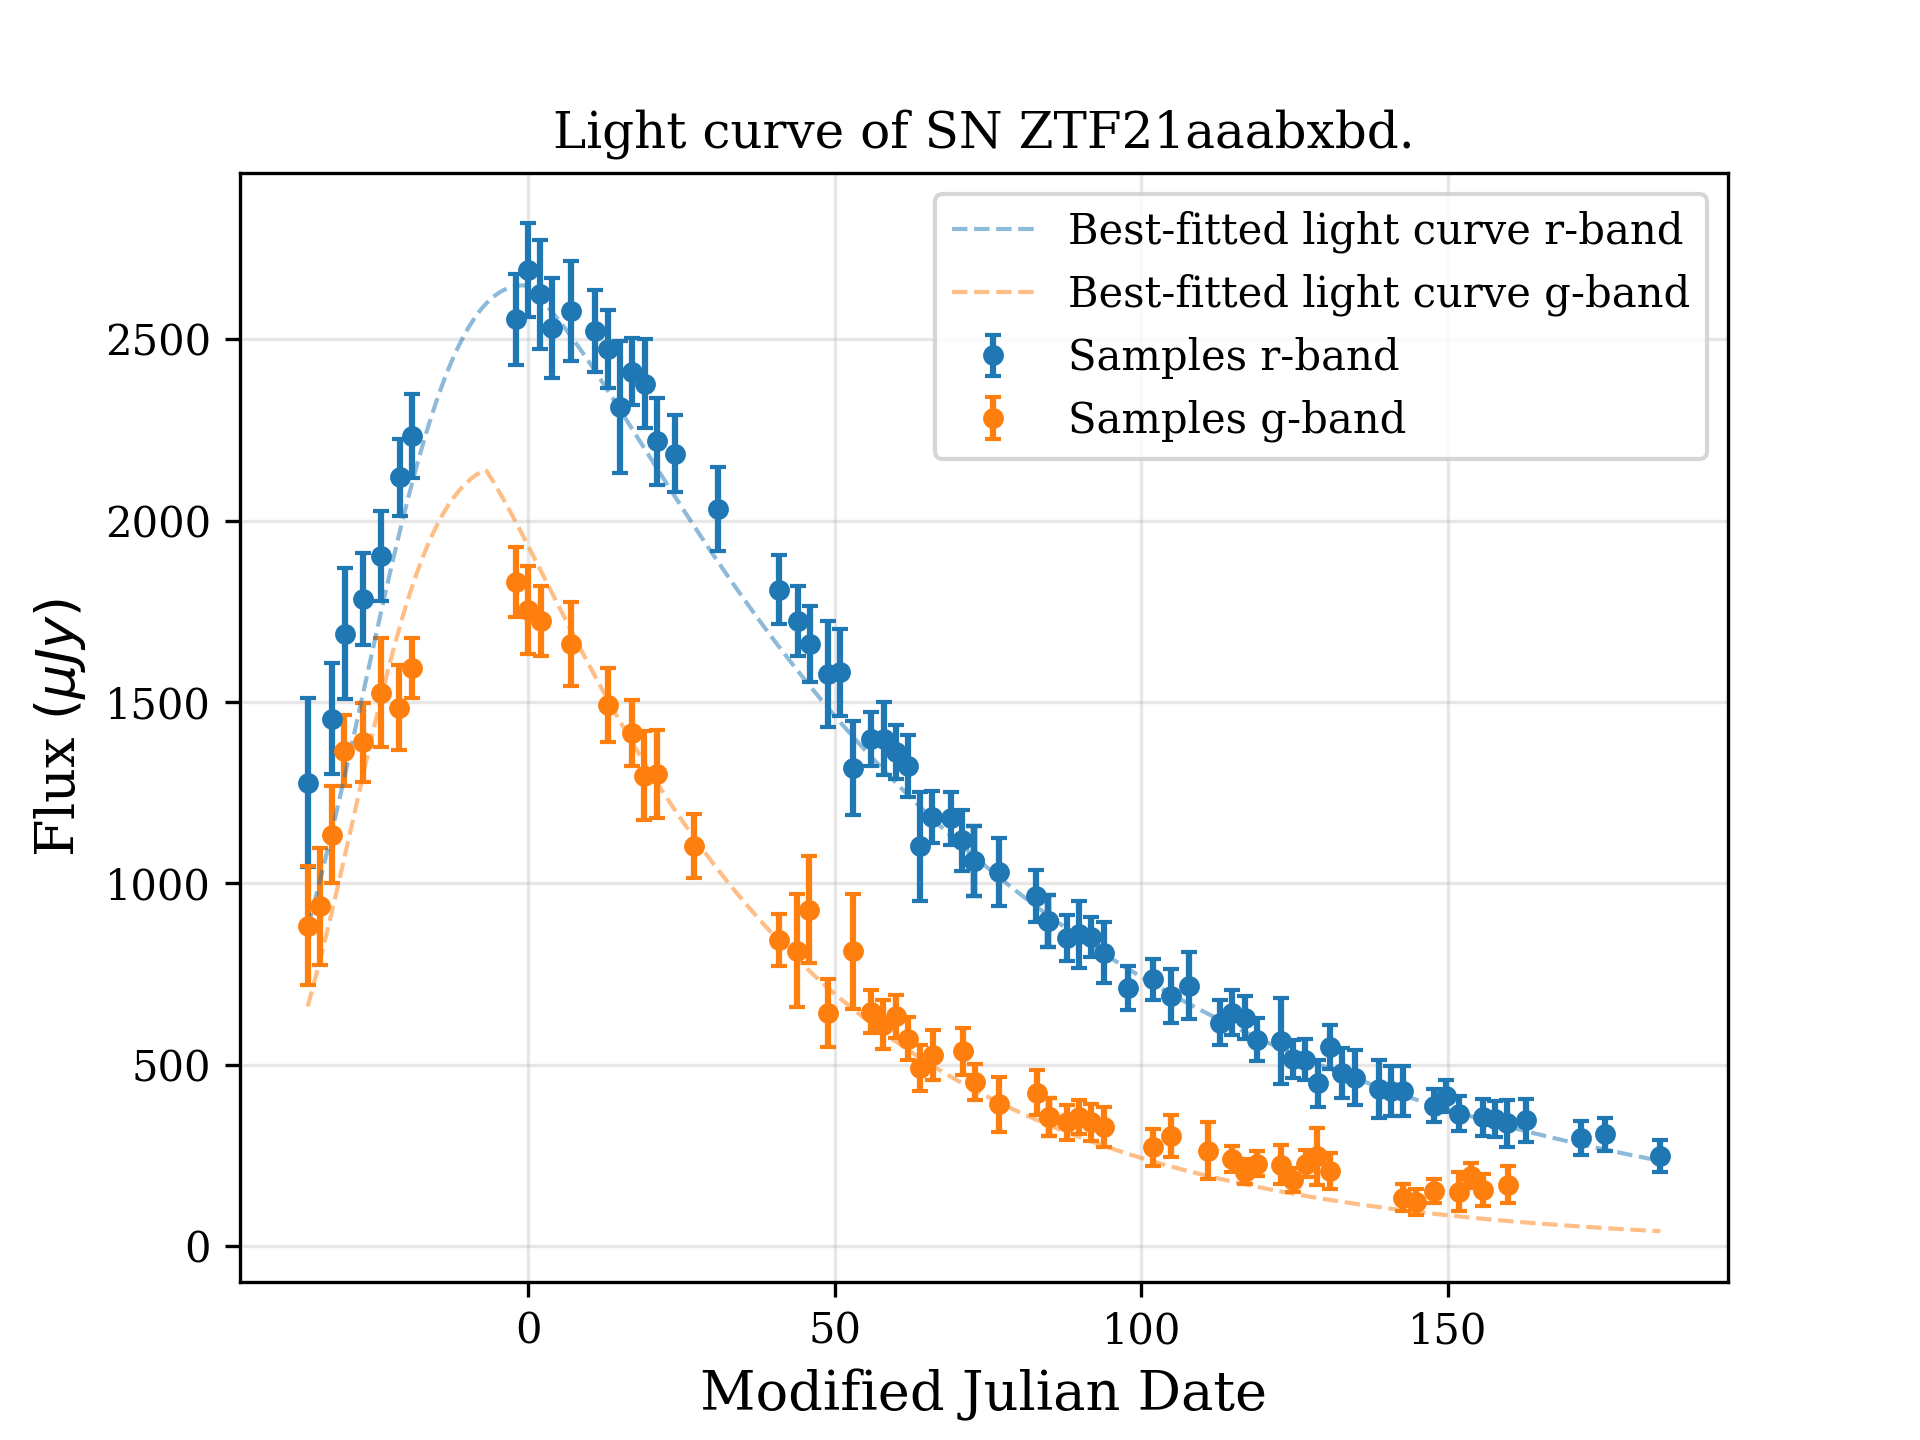 Light curve of SN ZTF21aaabxbd.
Best-fitted light curve r-band
Best-fitted light curve g-band
Samples r-band
Samples g-band
2500
2000
1500
1000
500
0
Flux (μJy)
0 50 100 150
Modified Julian Date